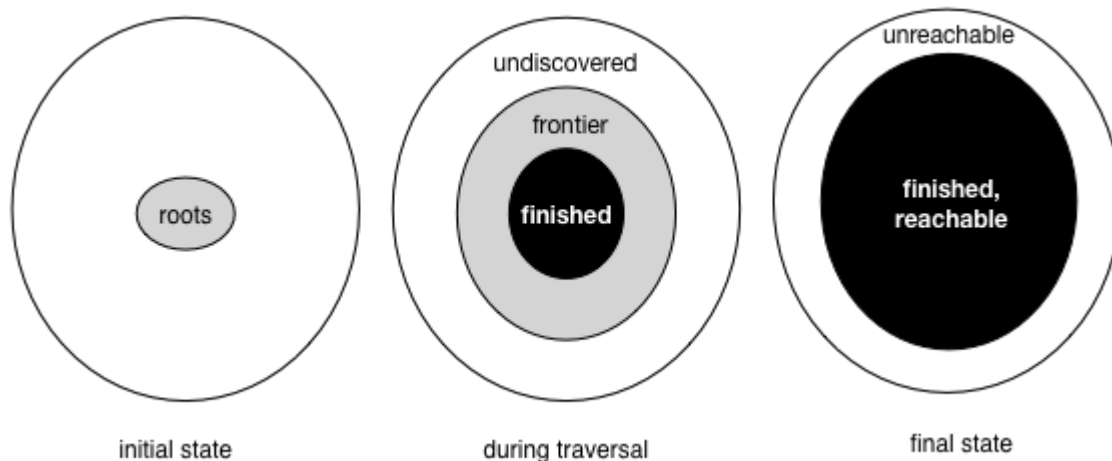 roots
initial state
undiscovered
frontier
finished
during traversal
unreachable
finished,
reachable
final state